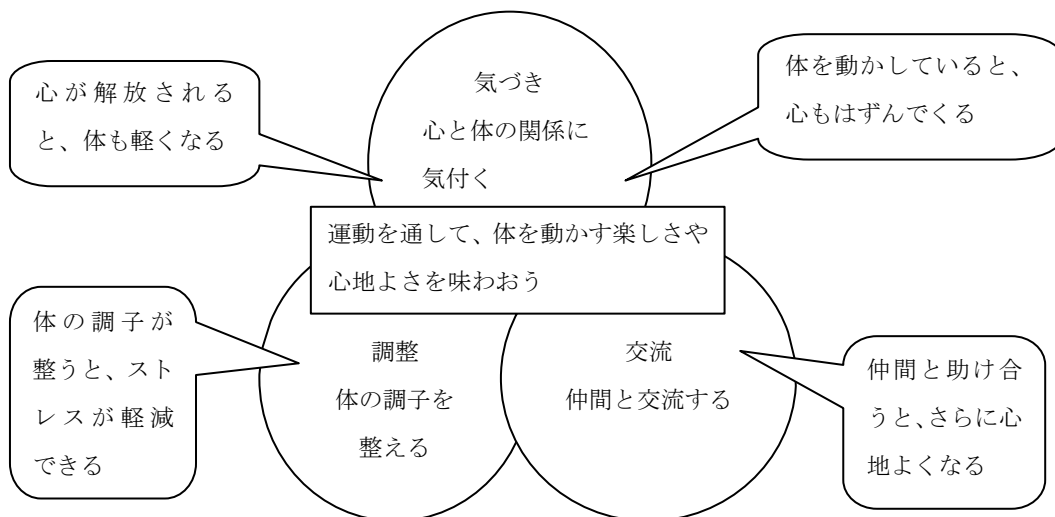 心が解放される
と、体も軽くなる
気づき
心と体の関係に
気付く
体を動かしていると、
心もはずんでくる
運動を通して、体を動かす楽しさや
心地よさを味わおう
体の調子が
整うと、スト
レスが軽減
できる
調整
体の調子を
整える
交流
仲間と交流する
仲間と助け合
うと、さらに心
地よくなる